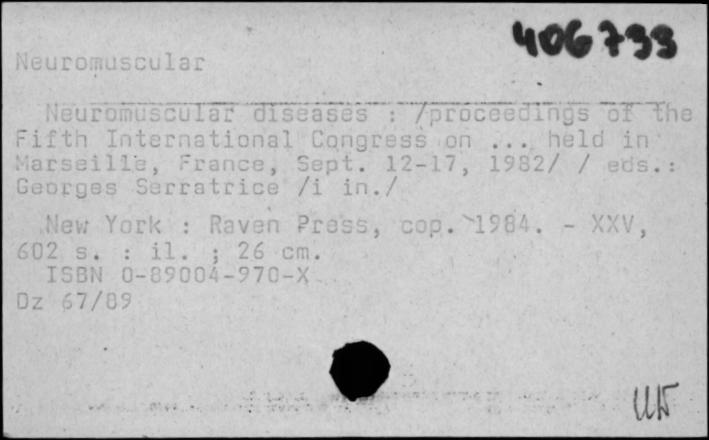 406733
Neuromuscular
Neuromuscular diseases : /proceedings of the
Fifth International Congress on ... held in
Marseille, France, Sept. 12-17, 1982/ / eds.:
Georges Serratrice /i in./
New York : Raven Press, cop. 1984. - XXV,
602 s. : il. ; 26 cm.
ISBN 0-89004-970-X
Dz 67/89